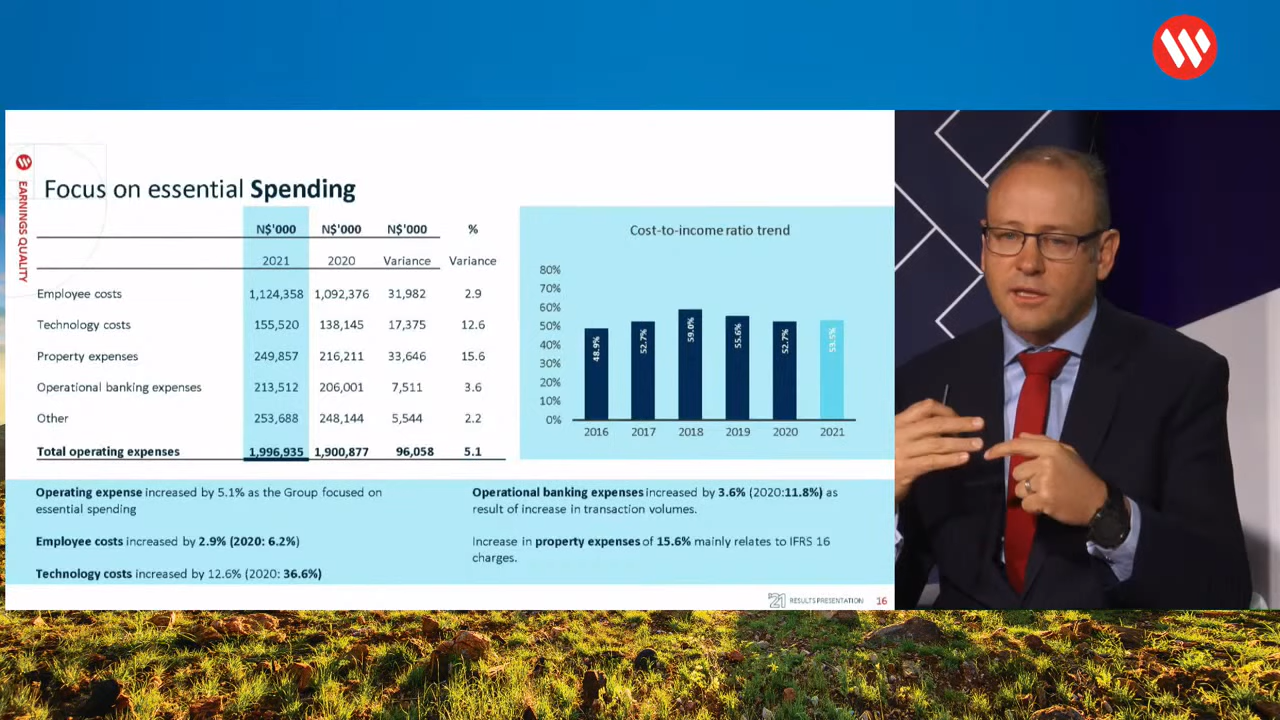 EARNINGS QUALITY
Focus on essential Spending
N$'000 N$'000 N$'000 %
2021 2020 Variance Variance
Employee costs 1,124,358 1,092,376 31,982 2.9
Technology costs 155,520 138,145 17,375 12.6
Property expenses 249,857 216,211 33,646 15.6
Operational banking expenses 213,512 206,001 7,511 3.6
Other 253,688 248,144 5,544 2.2
Total operating expenses 1,996,935 1,900,877 96,058 5.1
Cost-to-income ratio trend
80%
70%
60%
50%
40%
30%
20%
10%
0%
48.9% 52.7% 59.0% 55.6% 52.7% 53.5%
2016 2017 2018 2019 2020 2021
Operating expense increased by 5.1% as the Group focused on
essential spending
Employee costs increased by 2.9% (2020: 6.2%)
Technology costs increased by 12.6% (2020: 36.6%)
Operational banking expenses increased by 3.6% (2020:11.8%) as
result of increase in transaction volumes.
Increase in property expenses of 15.6% mainly relates to IFRS 16
charges.
'21 RESULTS PRESENTATION 16